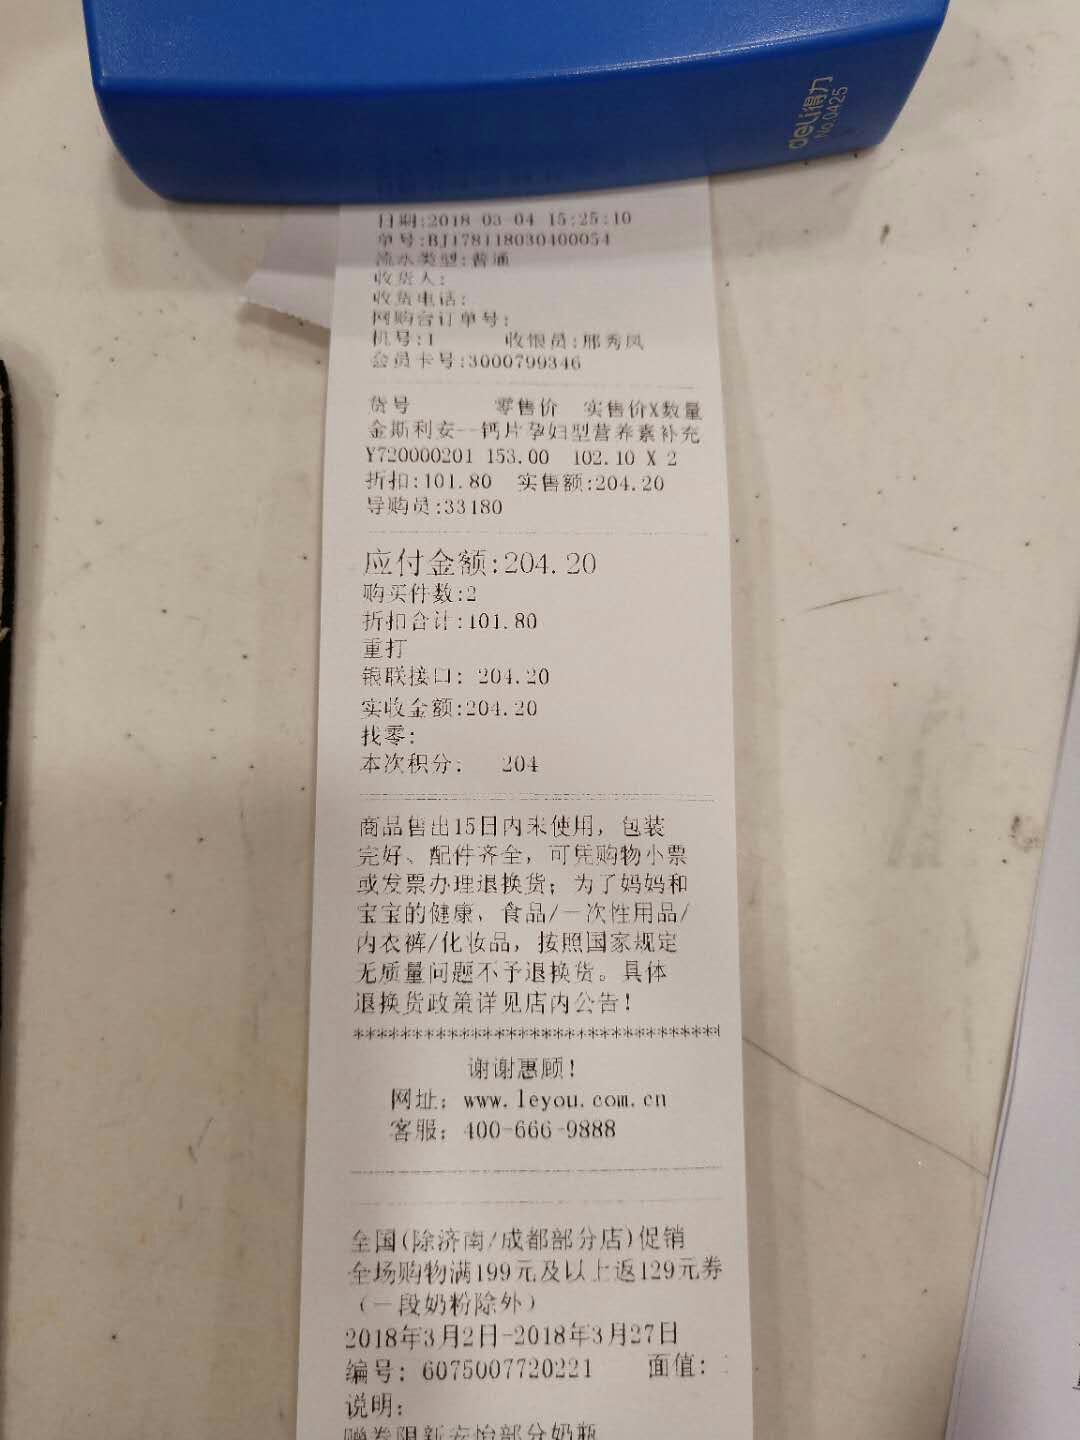 deli得力
No.0425
日期:2018-03-04 15:25:10
单号:BJ178118030400054
流水类型:普通
收货人:
收货电话:
网购台订单号:
机号:1 收银员:邢秀凤
会员卡号:3000799346
货号 零售价 实售价X数量
金斯利安--钙片孕妇型营养素补充
Y720000201 153.00 102.10 X 2
折扣:101.80 实售额:204.20
导购员:33180
应付金额:204.20
购买件数:2
折扣合计:101.80
重打
银联接口: 204.20
实收金额:204.20
找零:
本次积分: 204
商品售出15日内未使用，包装
完好、配件齐全，可凭购物小票
或发票办理退换货；为了妈妈和
宝宝的健康、食品/一次性用品/
内衣裤/化妆品，按照国家规定
无质量问题不予退换货。具体
退换货政策详见店内公告！
*******************************
谢谢惠顾！
网址：www.leyou.com.cn
客服：400-666-9888
全国(除济南/成都部分店)促销
全场购物满199元及以上返129元券
（一段奶粉除外）
2018年3月2日-2018年3月27日
编号：6075007720221 面值：
说明：
赠券限新安怡部分奶瓶